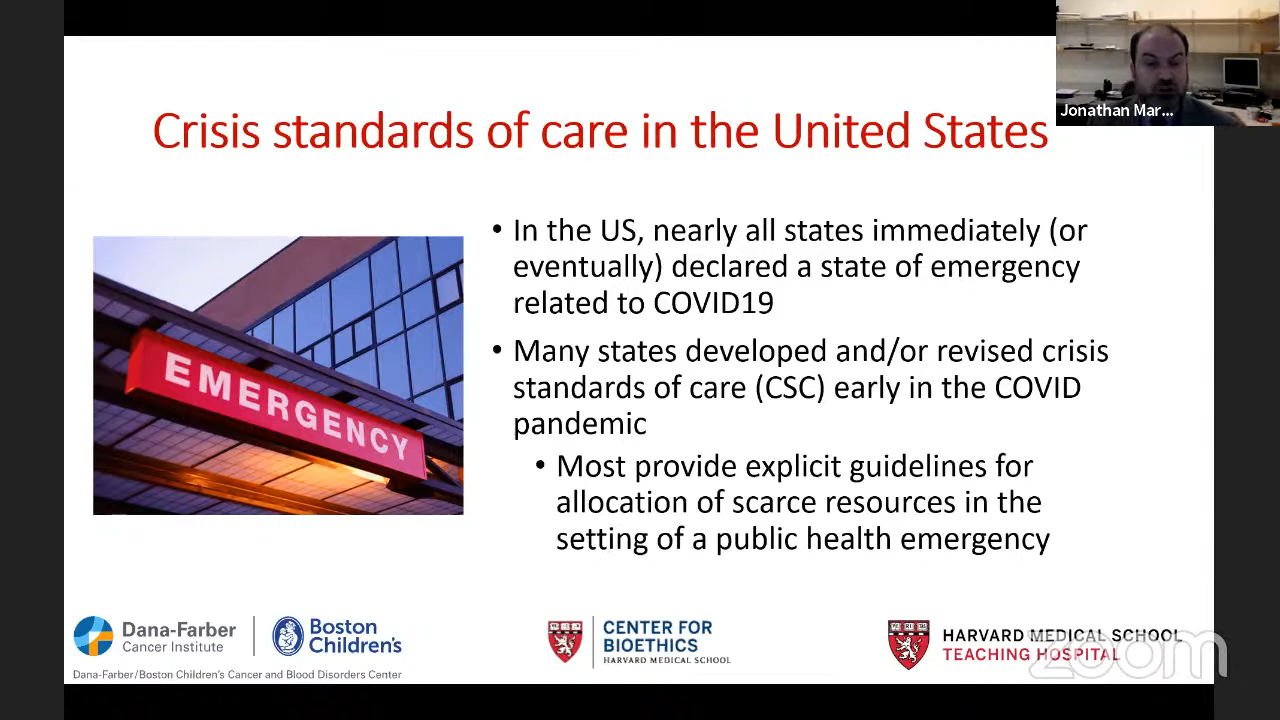 Jonathan Mar...
Crisis standards of care in the United States
• In the US, nearly all states immediately (or
eventually) declared a state of emergency
related to COVID19
• Many states developed and/or revised crisis
standards of care (CSC) early in the COVID
pandemic
• Most provide explicit guidelines for
allocation of scarce resources in the
setting of a public health emergency
EMERGENCY
Dana-Farber
Cancer Institute
Boston
Children's
Dana-Farber/Boston Children's Cancer and Blood Disorders Center
CENTER FOR
BIOETHICS
HARVARD MEDICAL SCHOOL
HARVARD MEDICAL SCHOOL
TEACHING HOSPITAL
zoom